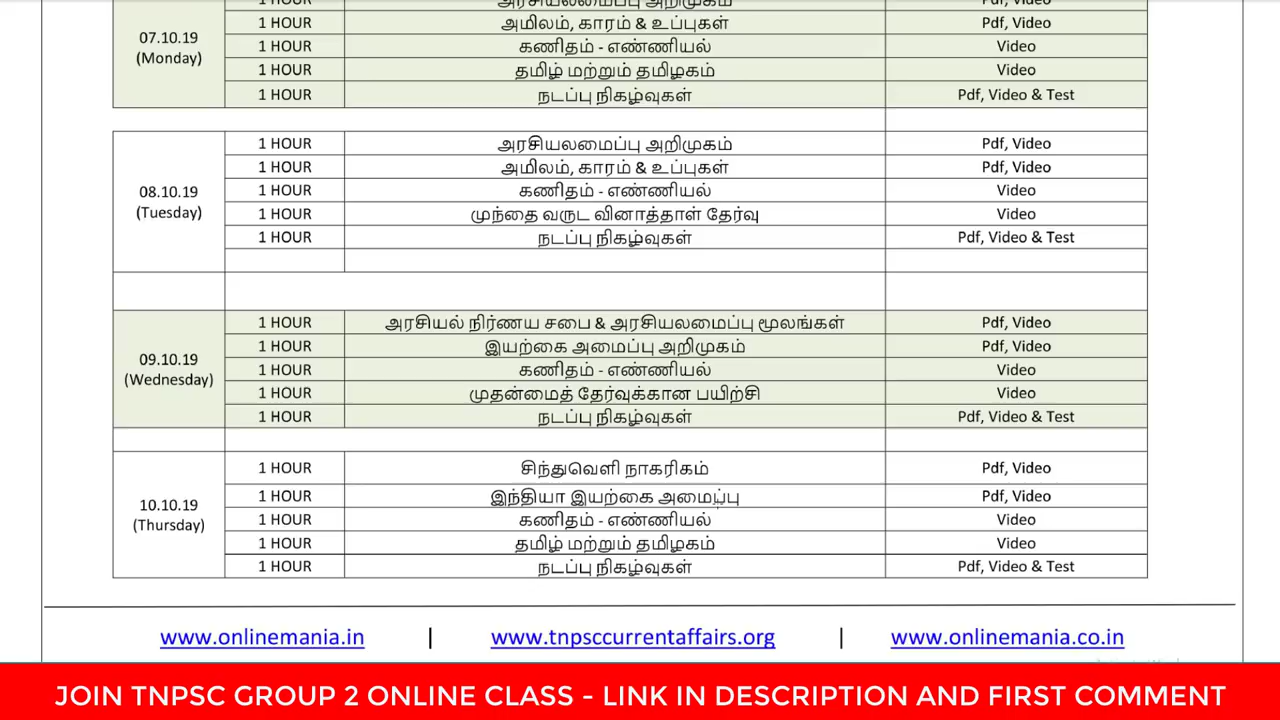 1 HOUR அரசியலமைப்பு அறிமுகம் Pdf, Video
07.10.19 (Monday)
1 HOUR அமிலம், காரம் & உப்புகள் Pdf, Video
1 HOUR கணிதம் - எண்ணியல் Video
1 HOUR தமிழ் மற்றும் தமிழகம் Video
1 HOUR நடப்பு நிகழ்வுகள் Pdf, Video & Test
08.10.19 (Tuesday)
1 HOUR அரசியலமைப்பு அறிமுகம் Pdf, Video
1 HOUR அமிலம், காரம் & உப்புகள் Pdf, Video
1 HOUR கணிதம் - எண்ணியல் Video
1 HOUR முந்தை வருட வினாத்தாள் தேர்வு Video
1 HOUR நடப்பு நிகழ்வுகள் Pdf, Video & Test
09.10.19 (Wednesday)
1 HOUR அரசியல் நிர்ணய சபை & அரசியலமைப்பு மூலங்கள் Pdf, Video
1 HOUR இயற்கை அமைப்பு அறிமுகம் Pdf, Video
1 HOUR கணிதம் - எண்ணியல் Video
1 HOUR முதன்மைத் தேர்வுக்கான பயிற்சி Video
1 HOUR நடப்பு நிகழ்வுகள் Pdf, Video & Test
10.10.19 (Thursday)
1 HOUR சிந்துவெளி நாகரிகம் Pdf, Video
1 HOUR இந்தியா இயற்கை அமைப்பு Pdf, Video
1 HOUR கணிதம் - எண்ணியல் Video
1 HOUR தமிழ் மற்றும் தமிழகம் Video
1 HOUR நடப்பு நிகழ்வுகள் Pdf, Video & Test
www.onlinemania.in | www.tnpsccurrentaffairs.org | www.onlinemania.co.in
JOIN TNPSC GROUP 2 ONLINE CLASS - LINK IN DESCRIPTION AND FIRST COMMENT